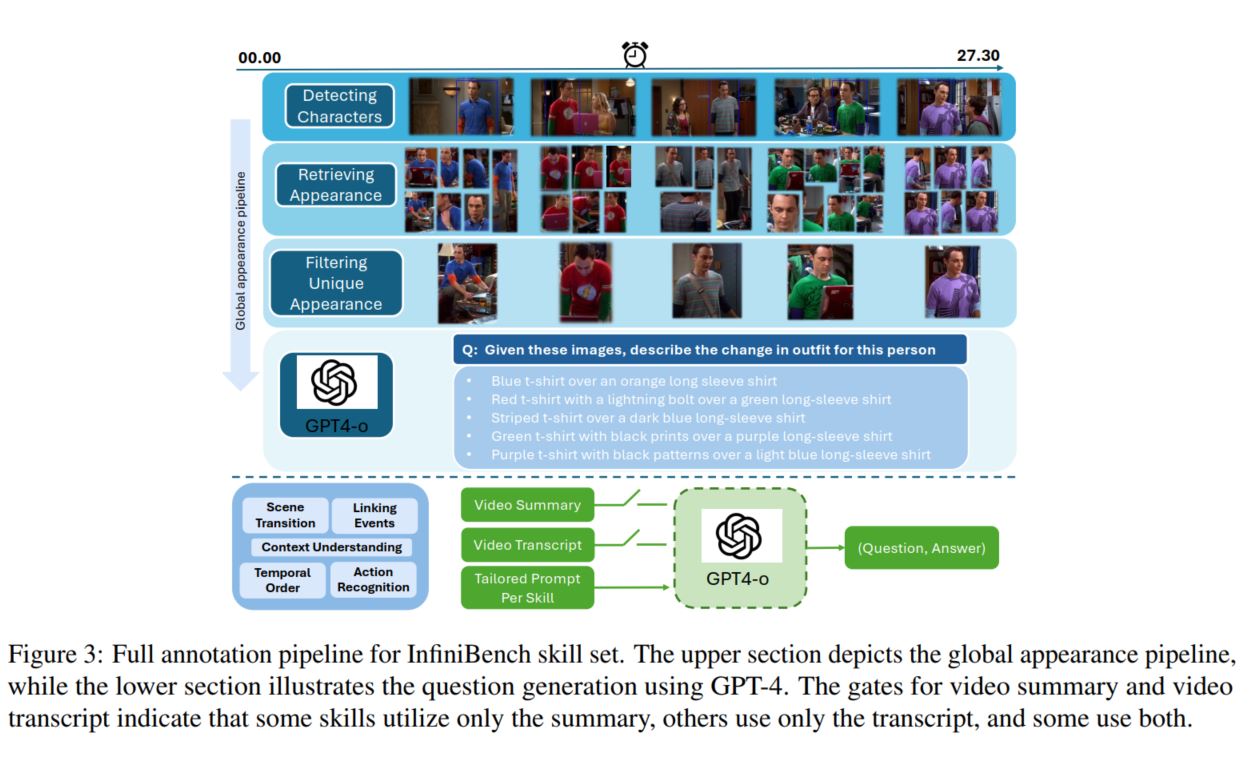 00.00
27.30
Detecting
Characters
Retrieving
Appearance
Filtering
Unique
Appearance
Global appearance pipeline
GPT4-o
Q: Given these images, describe the change in outfit for this person
• Blue t-shirt over an orange long sleeve shirt
• Red t-shirt with a lightning bolt over a green long-sleeve shirt
• Striped t-shirt over a dark blue long-sleeve shirt
• Green t-shirt with black prints over a purple long-sleeve shirt
• Purple t-shirt with black patterns over a light blue long-sleeve shirt
Scene
Transition
Linking
Events
Context Understanding
Temporal
Order
Action
Recognition
Video Summary
Video Transcript
Tailored Prompt
Per Skill
GPT4-o
(Question, Answer)
Figure 3: Full annotation pipeline for InfiniBench skill set. The upper section depicts the global appearance pipeline,
while the lower section illustrates the question generation using GPT-4. The gates for video summary and video
transcript indicate that some skills utilize only the summary, others use only the transcript, and some use both.